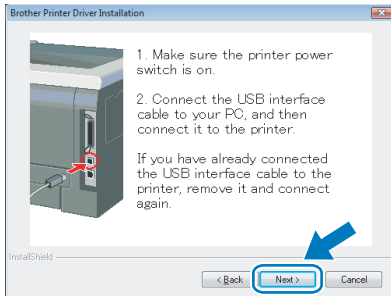 Brother Printer Driver Installation
1. Make sure the printer power
switch is on.
2. Connect the USB interface
cable to your PC, and then
connect it to the printer.
If you have already connected
the USB interface cable to the
printer, remove it and connect
again.
InstallShield
< Back
Next >
Cancel